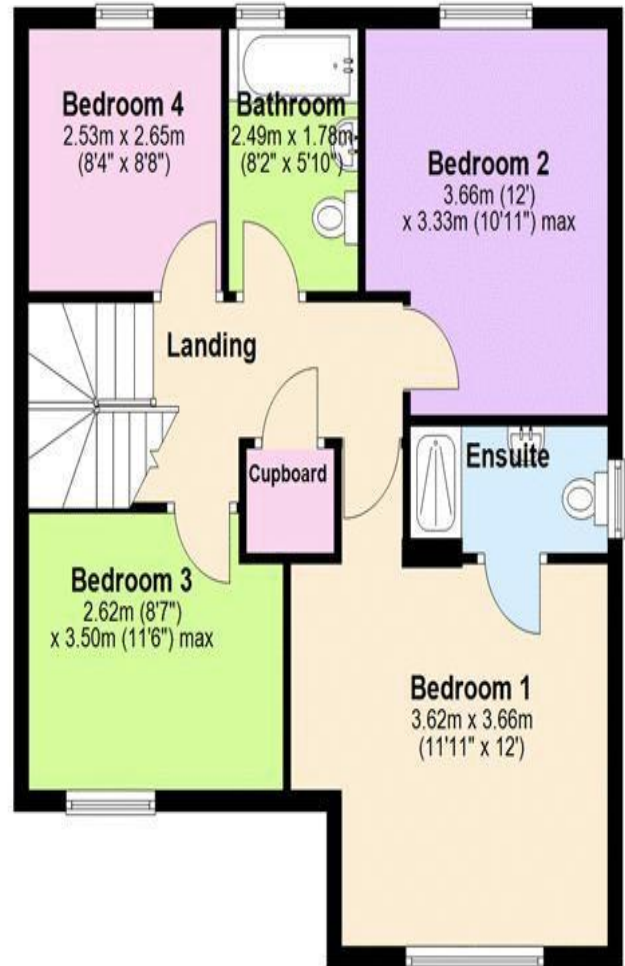 Bedroom 4
2.53m x 2.65m
(8'4" x 8'8")
Bathroom
2.49m x 1.78m
(8'2" x 5'10")
Bedroom 2
3.66m (12')
x 3.33m (10'11") max
Landing
Cupboard
Ensuite
Bedroom 3
2.62m (8'7")
x 3.50m (11'6") max
Bedroom 1
3.62m x 3.66m
(11'11" x 12')